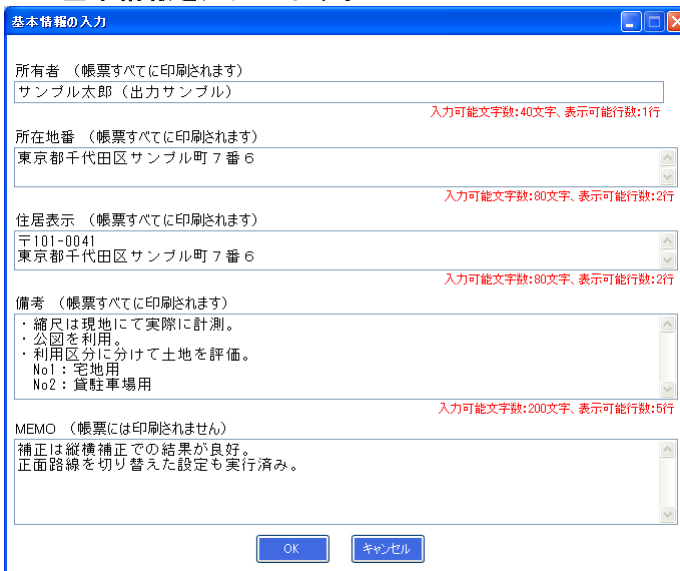 基本情報の入力
所有者 （帳票すべてに印刷されます）
サンプル太郎（出力サンプル）
入力可能文字数:40文字、表示可能行数:1行
所在地番 （帳票すべてに印刷されます）
東京都千代田区サンプル町７番６
入力可能文字数:80文字、表示可能行数:2行
住居表示 （帳票すべてに印刷されます）
〒101-0041
東京都千代田区サンプル町７番６
入力可能文字数:80文字、表示可能行数:2行
備考 （帳票すべてに印刷されます）
・縮尺は現地にて実際に計測。
・公図を利用。
・利用区分に分けて土地を評価。
No1：宅地用
No2：貸駐車場用
入力可能文字数:200文字、表示可能行数:5行
MEMO （帳票には印刷されません）
補正は縦横補正での結果が良好。
正面路線を切り替えた設定も実行済み。
OK キャンセル